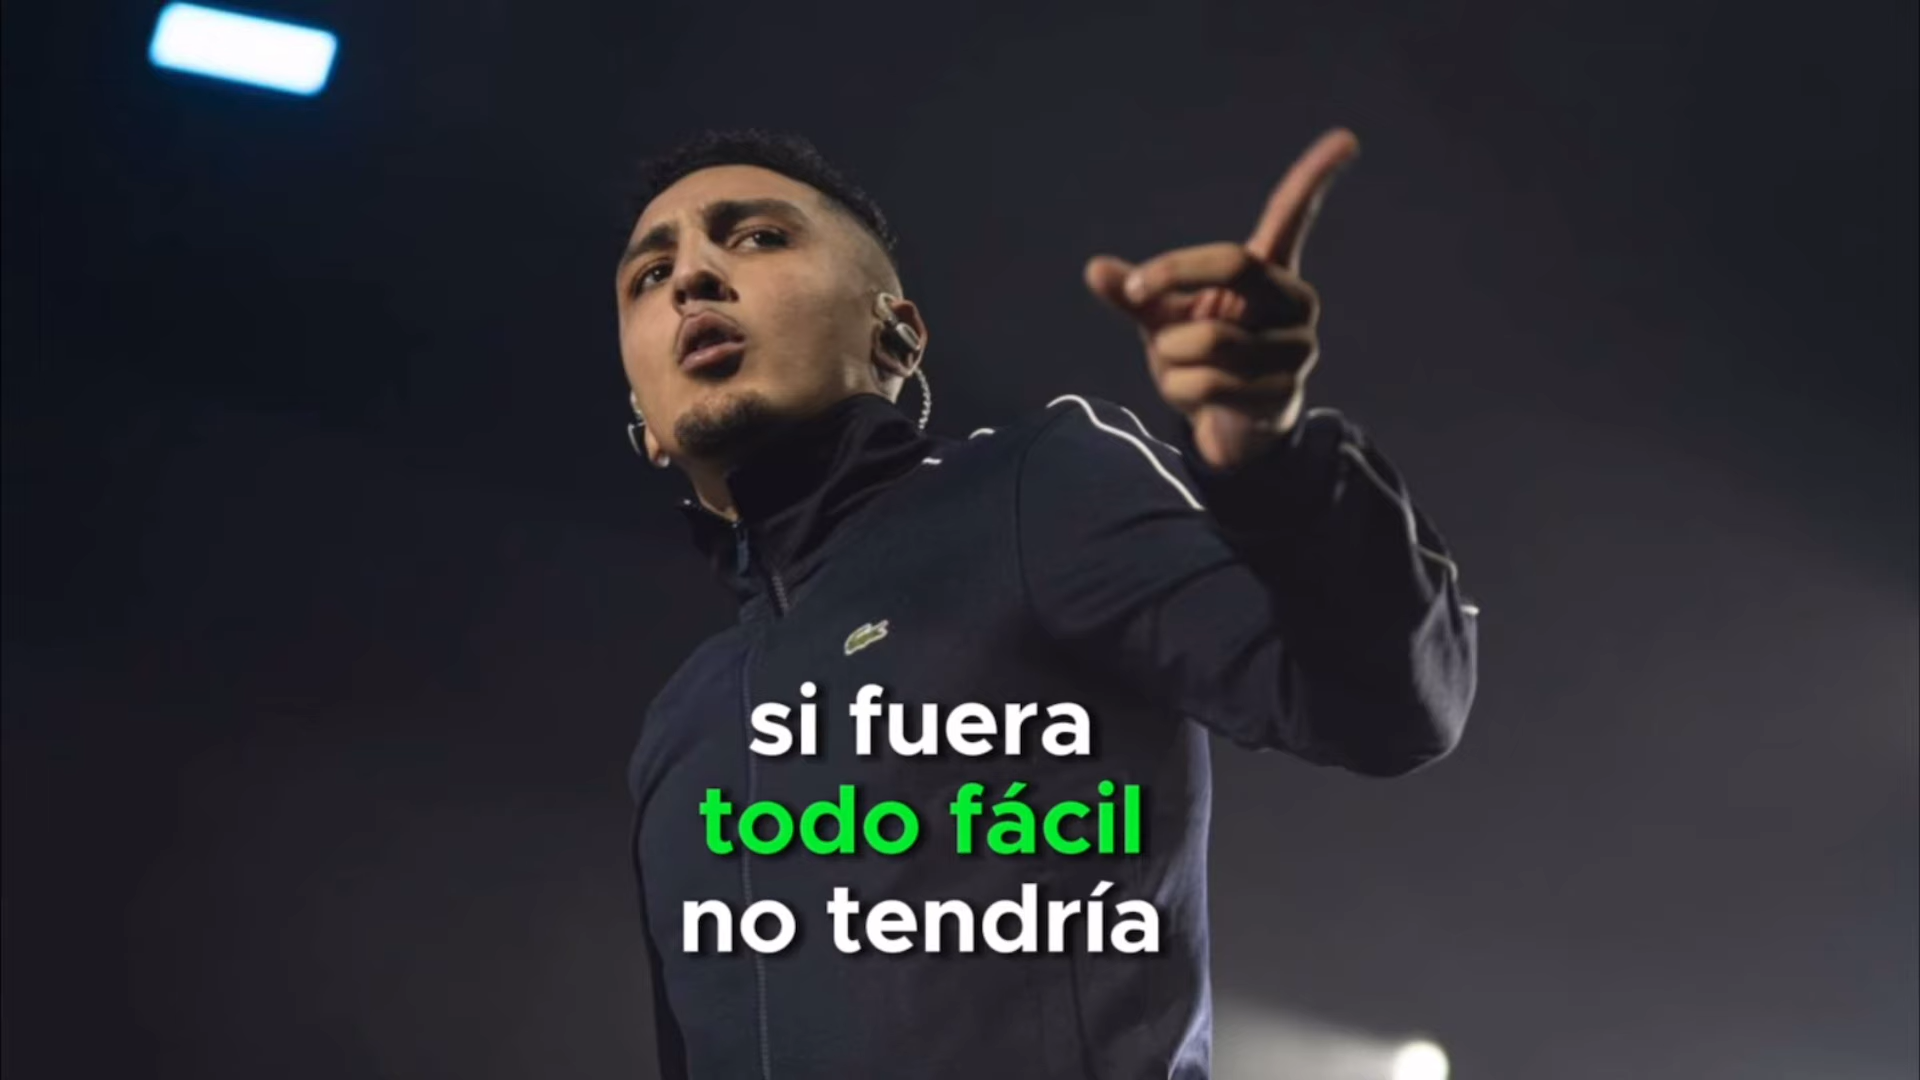 si fuera
todo fácil
no tendría